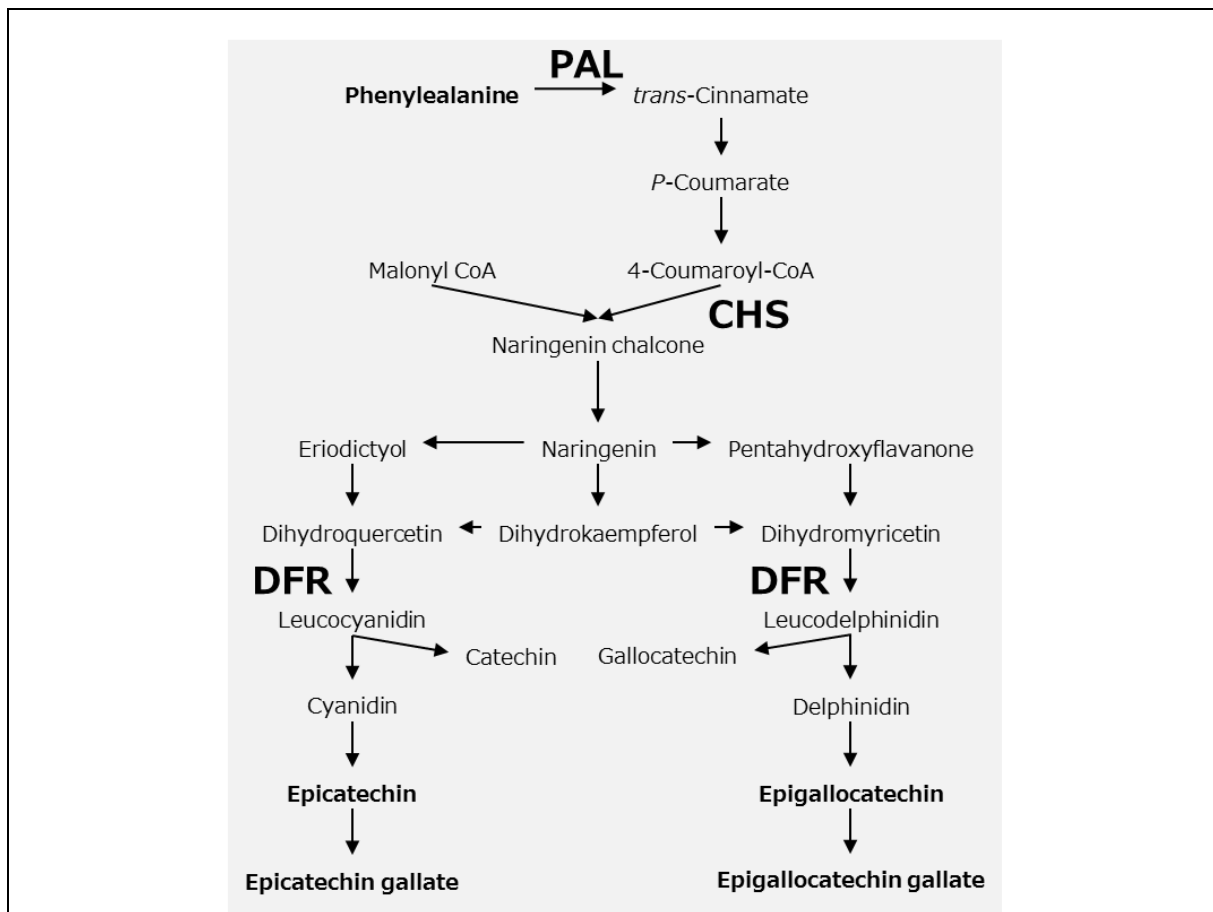 PAL
Phenylealanine trans-Cinnamate
P-Coumarate
Malonyl CoA 4-Coumaroyl-CoA
CHS
Naringenin chalcone
Eriodictyol Naringenin Pentahydroxyflavanone
Dihydroquercetin Dihydrokaempferol Dihydromyricetin
DFR DFR
Leucocyanidin Leucodelphinidin
Catechin Gallocatechin
Cyanidin Delphinidin
Epicatechin Epigallocatechin
Epicatechin gallate Epigallocatechin gallate